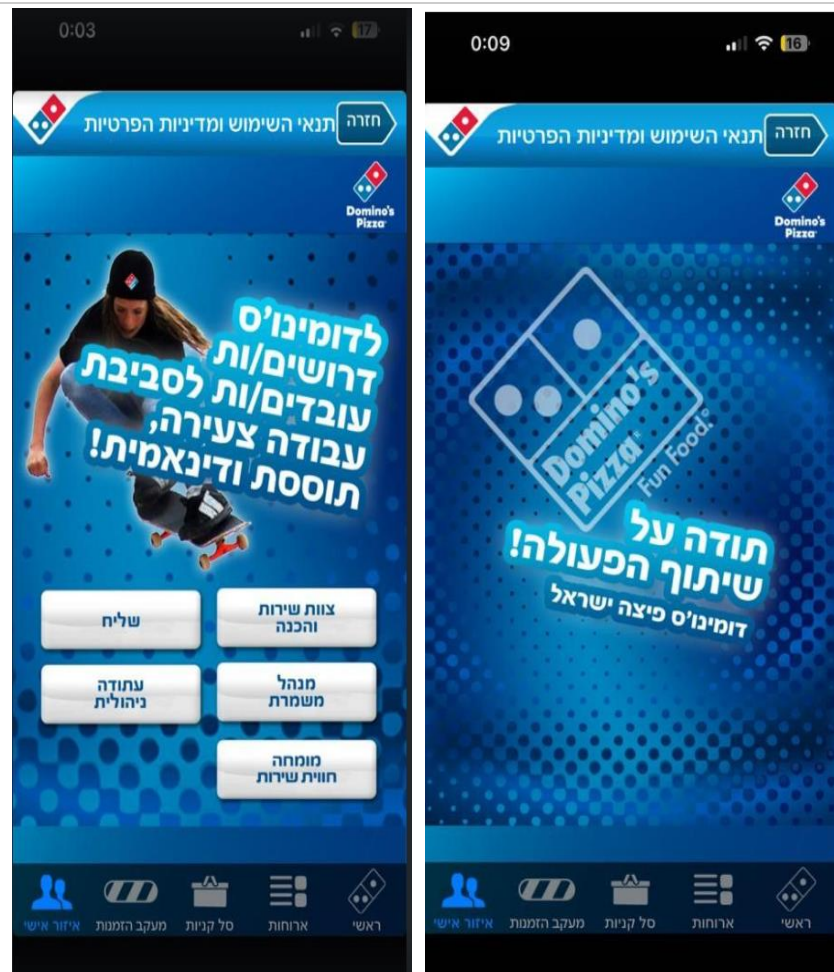 0:03
17
חזרה
תנאי השימוש ומדיניות הפרטיות
Domino's
Pizza
לדומינו'ס
דרושים/ות
עובדים/ות לסביבת
עבודה צעירה,
תוססת ודינאמית!
צוות שירות
והכנה
שליח
מנהל
משמרת
עתודה
ניהולית
מומחה
חווית שירות
ראשי
ארוחות
סל קניות
מעקב הזמנות
איזור אישי
0:09
16
חזרה
תנאי השימוש ומדיניות הפרטיות
Domino's
Pizza
Domino's
Pizza
Fun Food.
תודה על
שיתוף הפעולה!
דומינו'ס פיצה ישראל
ראשי
ארוחות
סל קניות
מעקב הזמנות
איזור אישי